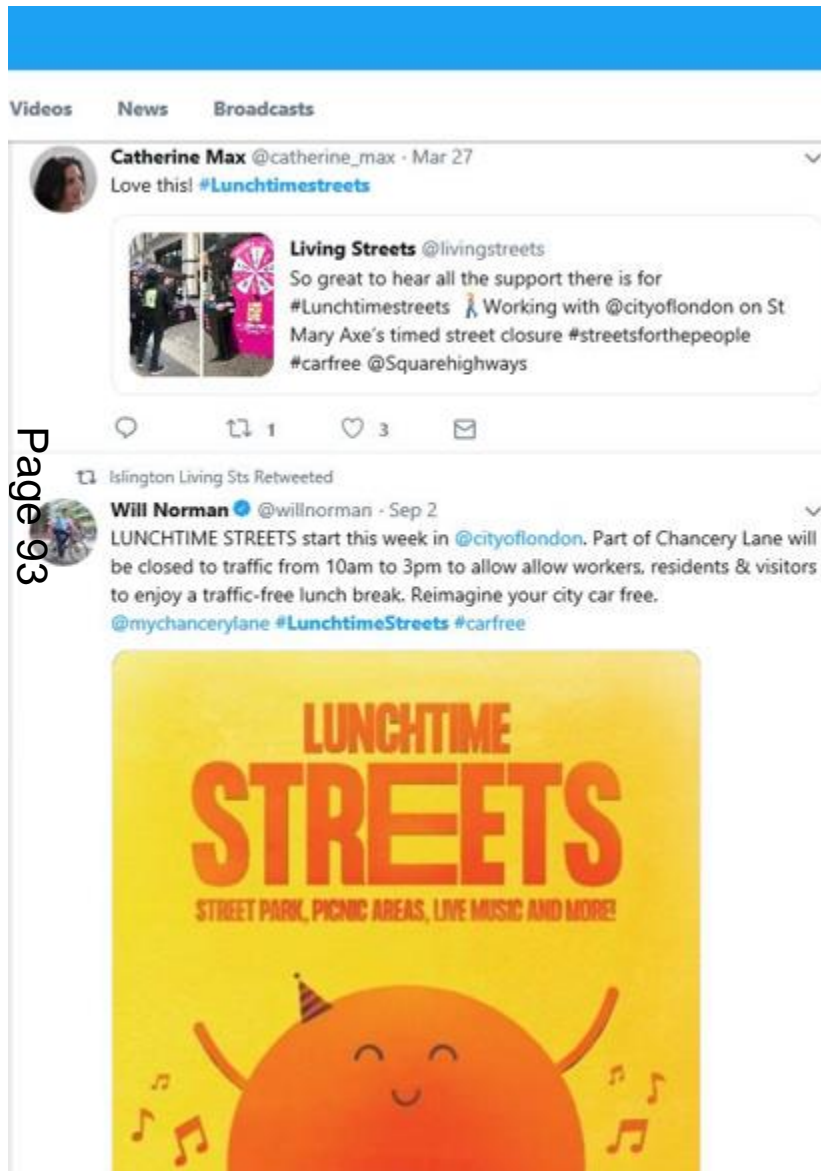 Videos News Broadcasts
Catherine Max @catherine_max · Mar 27
Love this! #Lunchtimestreets
Living Streets @livingstreets
So great to hear all the support there is for
#Lunchtimestreets 🚶Working with @cityoflondon on St
Mary Axe's timed street closure #streetsforthepeople
#carfree @Squarehighways
1 3
Page 93
Islington Living Sts Retweeted
Will Norman @willnorman · Sep 2
LUNCHTIME STREETS start this week in @cityoflondon. Part of Chancery Lane will
be closed to traffic from 10am to 3pm to allow allow workers, residents & visitors
to enjoy a traffic-free lunch break. Reimagine your city car free.
@mychancerylane #LunchtimeStreets #carfree
LUNCHTIME
STREETS
STREET PARK, PICNIC AREAS, LIVE MUSIC AND MORE!